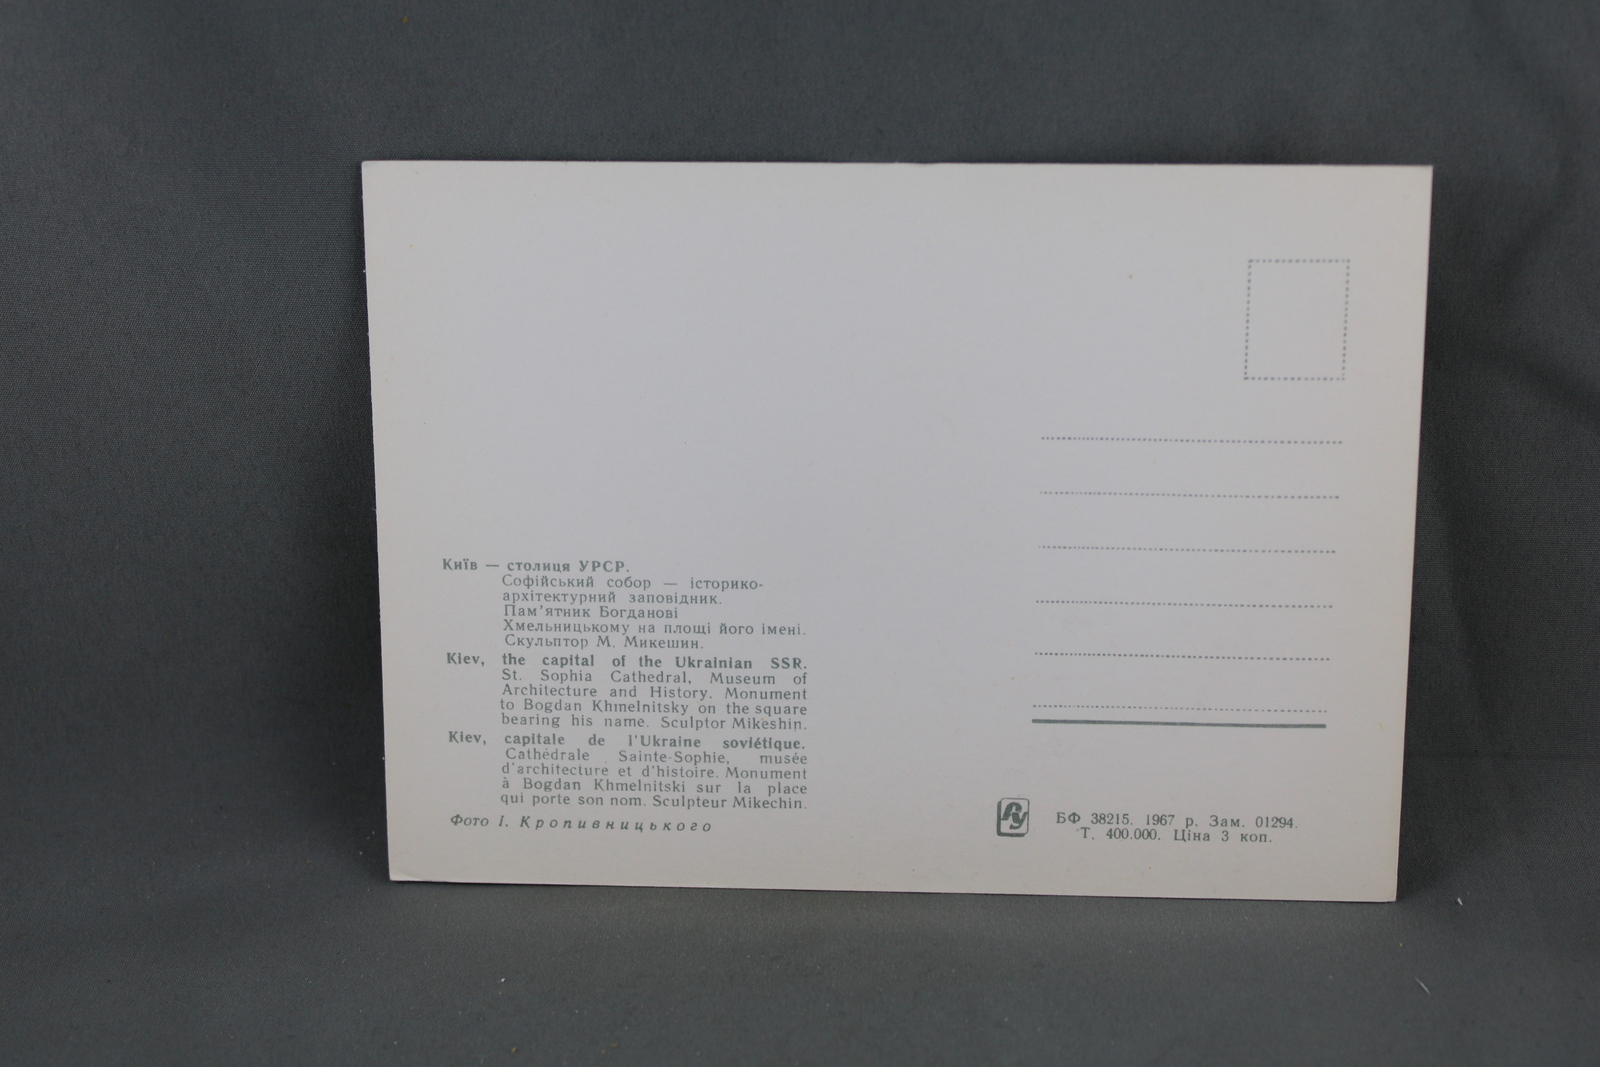 Київ — столиця УРСР.
Софійський собор — історико-
архітектурний заповідник.
Пам'ятник Богданові
Хмельницькому на площі його імені.
Скульптор М. Микешин.
Kiev, the capital of the Ukrainian SSR.
St. Sophia Cathedral, Museum of
Architecture and History. Monument
to Bogdan Khmelnitsky on the square
bearing his name. Sculptor Mikeshin.
Kiev, capitale de l'Ukraine soviétique.
Cathédrale Sainte-Sophie, musée
d'architecture et d'histoire. Monument
à Bogdan Khmelnitski sur la place
qui porte son nom. Sculpteur Mikechin.
Фото І. Кропивницького
БФ 38215. 1967 р. Зам. 01294.
Т. 400.000. Ціна 3 коп.